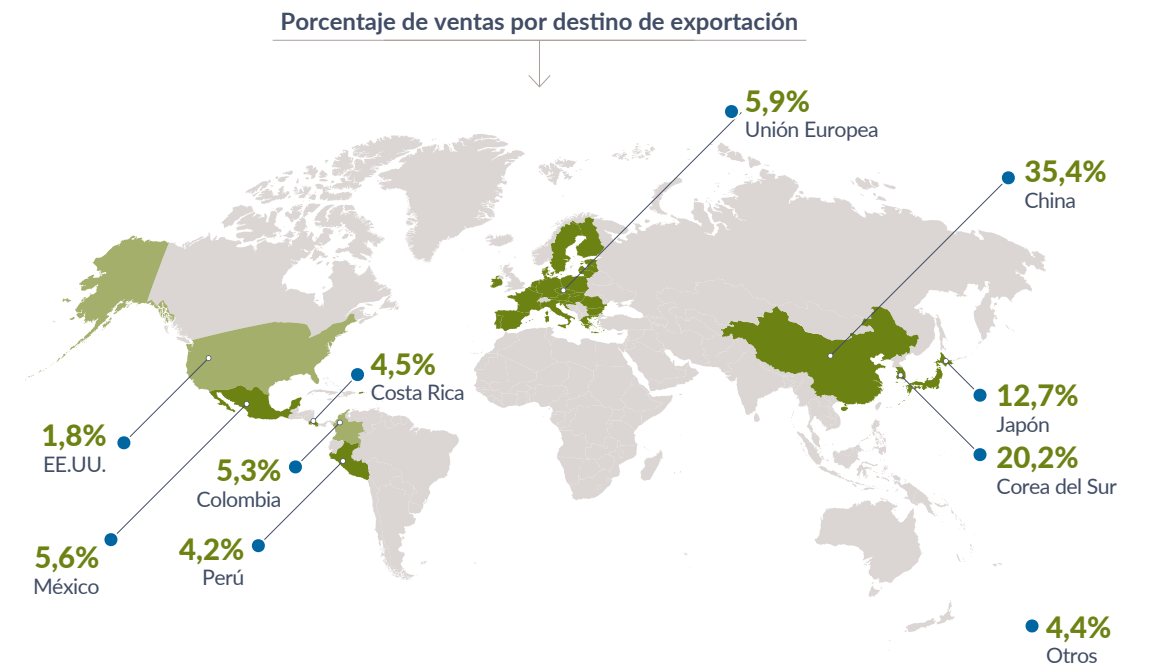 Porcentaje de ventas por destino de exportación
5,9%
Unión Europea
35,4%
China
4,5%
Costa Rica
12,7%
Japón
1,8%
EE.UU.
20,2%
Corea del Sur
5,3%
Colombia
4,2%
Perú
5,6%
México
4,4%
Otros